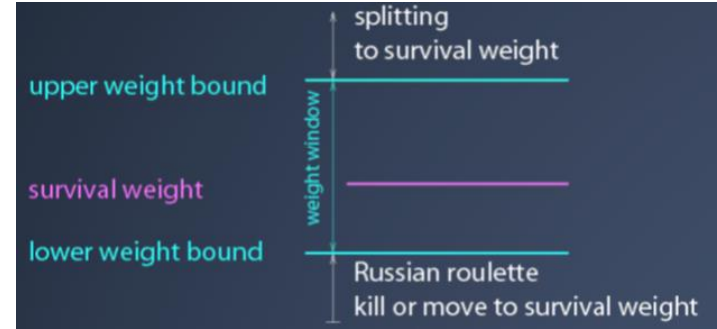 splitting
to survival weight
upper weight bound
weight window
survival weight
lower weight bound
Russian roulette
kill or move to survival weight